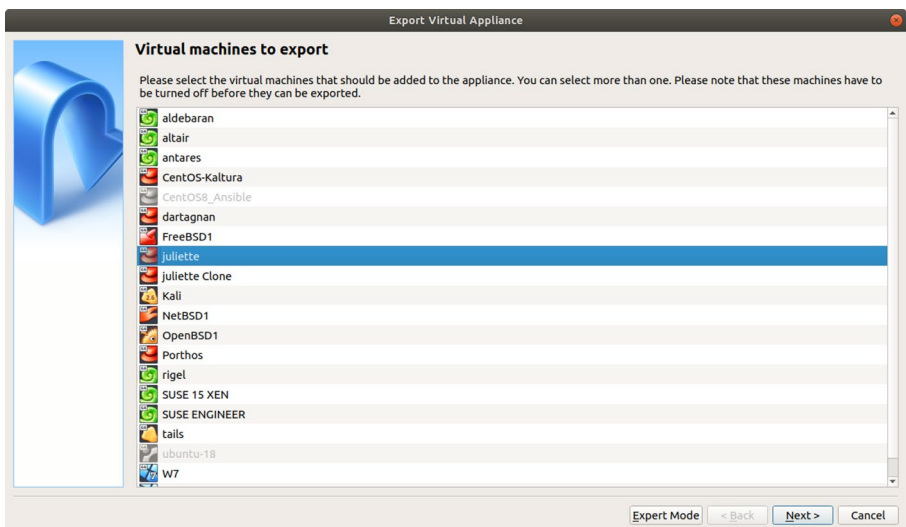 Export Virtual Appliance
Virtual machines to export
Please select the virtual machines that should be added to the appliance. You can select more than one. Please note that these machines have to
be turned off before they can be exported.
aldebaran
altair
antares
CentOS-Kaltura
CentOS8_Ansible
dartagnan
FreeBSD1
juliette
juliette Clone
Kali
NetBSD1
OpenBSD1
Porthos
rigel
SUSE 15 XEN
SUSE ENGINEER
tails
ubuntu-18
W7
Expert Mode < Back Next > Cancel